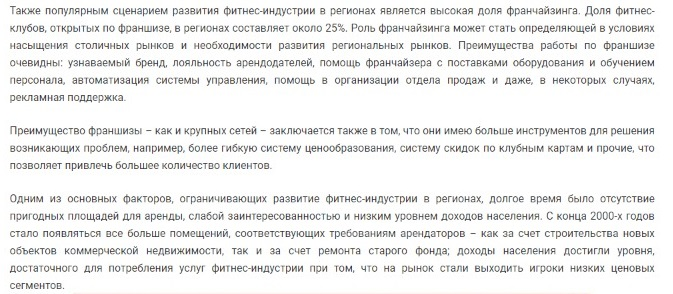 Также популярным сценарием развития фитнес-индустрии в регионах является высокая доля франчайзинга. Доля фитнес-
клубов, открытых по франшизе, в регионах составляет около 25%. Роль франчайзинга может стать определяющей в условиях
насыщения столичных рынков и необходимости развития региональных рынков. Преимущества работы по франшизе
очевидны: узнаваемый бренд, лояльность арендодателей, помощь франчайзера с поставками оборудования и обучением
персонала, автоматизация системы управления, помощь в организации отдела продаж и даже, в некоторых случаях,
рекламная поддержка.
Преимущество франшизы – как и крупных сетей – заключается также в том, что они имею больше инструментов для решения
возникающих проблем, например, более гибкую систему ценообразования, систему скидок по клубным картам и прочие, что
позволяет привлечь большее количество клиентов.
Одним из основных факторов, ограничивающих развитие фитнес-индустрии в регионах, долгое время было отсутствие
пригодных площадей для аренды, слабой заинтересованностью и низким уровнем доходов населения. С конца 2000-х годов
стало появляться все больше помещений, соответствующих требованиям арендаторов – как за счет строительства новых
объектов коммерческой недвижимости, так и за счет ремонта старого фонда; доходы населения достигли уровня,
достаточного для потребления услуг фитнес-индустрии при том, что на рынок стали выходить игроки низких ценовых
сегментов.